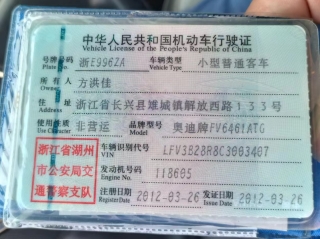 中华人民共和国机动车行驶证
Vehicle License of the People's Republic of China
号牌号码 浙E996ZA 车辆类型 小型普通客车
Plate No. Vehicle Type
所有人 方洪佳
Owner
住址 浙江省长兴县雉城镇解放西路133号
Address
使用性质 非营运 品牌型号 奥迪牌FV6461ATG
Use Character Model
浙江省湖州
市公安局交
通警察支队
车辆识别代号 LFV3B28R8C3003407
VIN
发动机号码 118605
Engine No.
注册日期 2012-03-26 发证日期 2012-03-26
Register Date Issue Date